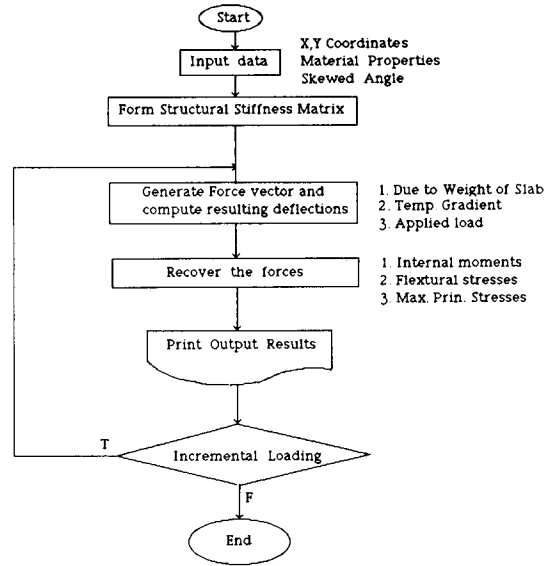 Start
Input data
X,Y Coordinates
Material Properties
Skewed Angle
Form Structural Stiffness Matrix
Generate Force vector and
compute resulting deflections
1. Due to Weight of Slab
2. Temp. Gradient
3. Applied load
Recover the forces
1. Internal moments
2. Flextural stresses
3. Max. Prin. Stresses
Print Output Results
T
Incremental Loading
F
End